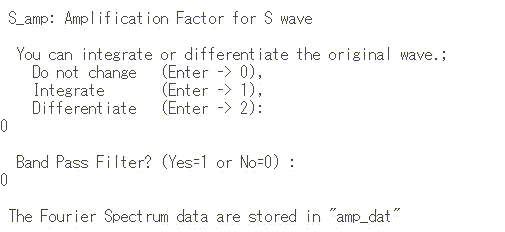 S_amp: Amplification Factor for S wave
You can integrate or differentiate the original wave.;
Do not change (Enter -> 0),
Integrate (Enter -> 1),
Differentiate (Enter -> 2):
0
Band Pass Filter? (Yes=1 or No=0) :
0
The Fourier Spectrum data are stored in "amp_dat"